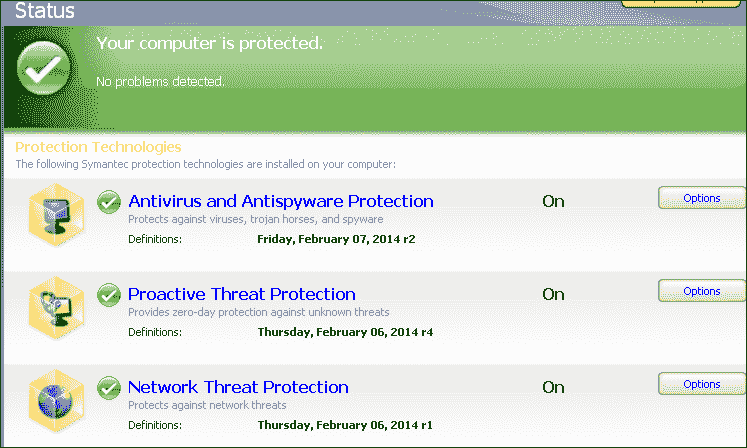 Status
Your computer is protected.
No problems detected.
Protection Technologies
The following Symantec protection technologies are installed on your computer:
Antivirus and Antispyware Protection On Options
Protects against viruses, trojan horses, and spyware
Definitions: Friday, February 07, 2014 r2
Proactive Threat Protection On Options
Provides zero-day protection against unknown threats
Definitions: Thursday, February 06, 2014 r4
Network Threat Protection On Options
Protects against network threats
Definitions: Thursday, February 06, 2014 r1